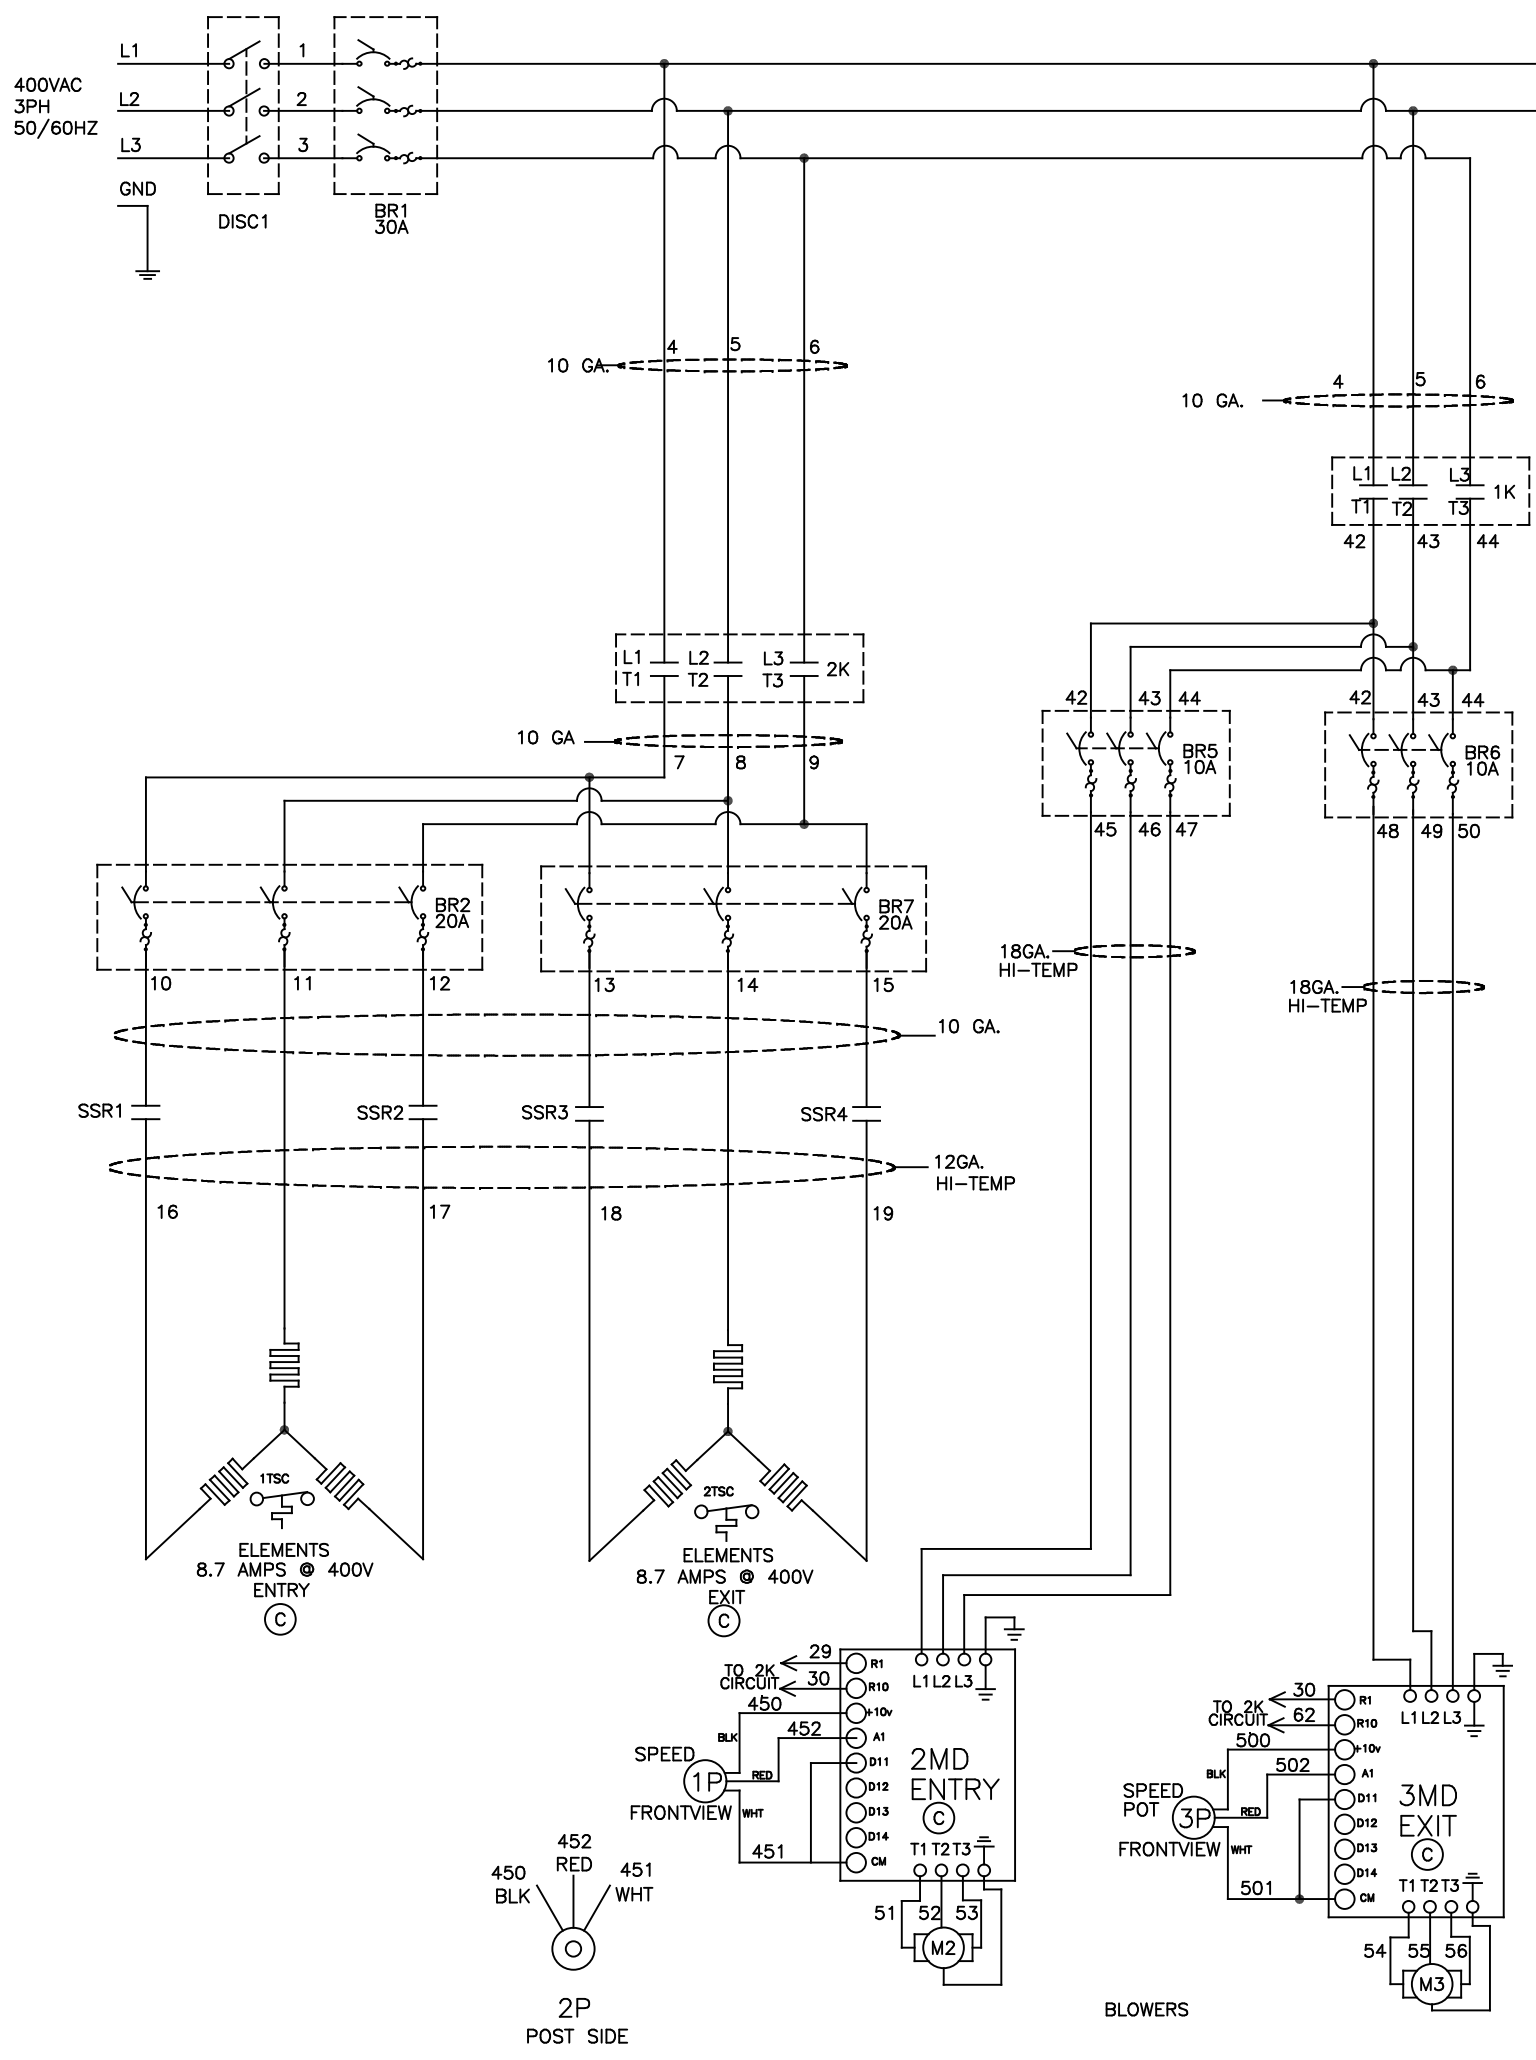 L1
1
400VAC
3PH
50/60HZ
L2
2
L3
3
GND
DISC1
BR1
30A
4
5
6
10 GA.
4
5
6
10 GA.
L1
L2
L3
1K
T1
T2
T3
42
43
44
L1
L2
L3
2K
T1
T2
T3
10 GA
7
8
9
42
43
44
BR5
10A
45
46
47
42
43
44
BR6
10A
48
49
50
BR2
20A
10
11
12
BR7
20A
13
14
15
10 GA.
18GA.
HI-TEMP
18GA.
HI-TEMP
SSR1
SSR2
SSR3
SSR4
12GA.
HI-TEMP
16
17
18
19
1TSC
ELEMENTS
8.7 AMPS @ 400V
ENTRY
C
2TSC
ELEMENTS
8.7 AMPS @ 400V
EXIT
C
TO 2K
CIRCUIT
29
30
450
452
BLK
RED
WHT
451
SPEED
1P
FRONTVIEW
R1
R10
+10v
A1
D11
D12
D13
D14
CM
L1 L2 L3
2MD
ENTRY
C
T1 T2 T3
51
52
53
M2
TO 2K
CIRCUIT
30
62
500
502
BLK
RED
WHT
501
SPEED
POT
3P
FRONTVIEW
R1
R10
+10v
A1
D11
D12
D13
D14
CM
L1 L2 L3
3MD
EXIT
C
T1 T2 T3
54
55
56
M3
450
BLK
452
RED
451
WHT
2P
POST SIDE
BLOWERS